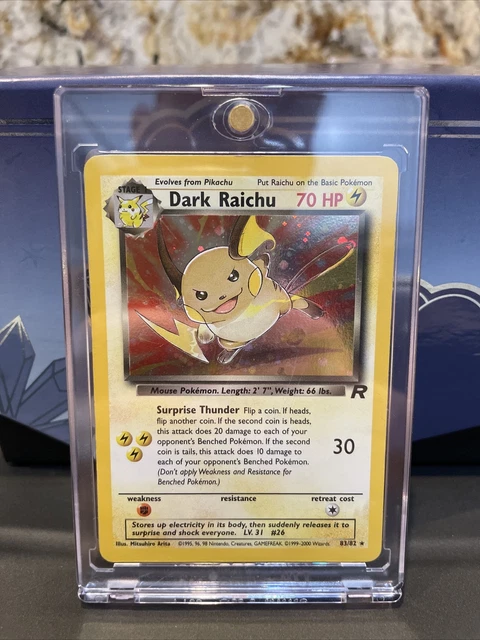 Evolves from Pikachu Put Raichu on the Basic Pokémon
STAGE 1
Dark Raichu 70 HP
Mouse Pokémon. Length: 2' 7", Weight: 66 lbs.
R
Surprise Thunder Flip a coin. If heads,
flip another coin. If the second coin is heads,
this attack does 20 damage to each of your
opponent's Benched Pokémon. If the second
coin is tails, this attack does 10 damage to
each of your opponent's Benched Pokémon.
(Don't apply Weakness and Resistance for
Benched Pokémon.)
30
weakness resistance retreat cost
Stores up electricity in its body, then suddenly releases it to
surprise and shock everyone. LV. 31 #26
Illus. Mitsuhiro Arita ©1995, 96, 98 Nintendo, Creatures, GAMEFREAK. ©1999-2000 Wizards. 83/82 ★